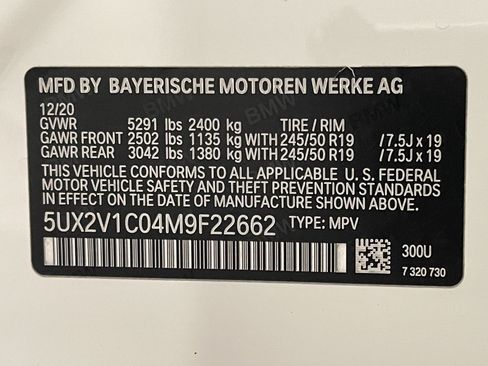 MFD BY BAYERISCHE MOTOREN WERKE AG
12/20
GVWR 5291 lbs 2400 kg TIRE / RIM
GAWR FRONT 2502 lbs 1135 kg WITH 245/50 R19 / 7.5J x 19
GAWR REAR 3042 lbs 1380 kg WITH 245/50 R19 / 7.5J x 19
THIS VEHICLE CONFORMS TO ALL APPLICABLE U. S. FEDERAL
MOTOR VEHICLE SAFETY AND THEFT PREVENTION STANDARDS
IN EFFECT ON THE DATE OF MANUFACTURE SHOWN ABOVE.
5UX2V1C04M9F22662 TYPE: MPV
300U
7 320 730